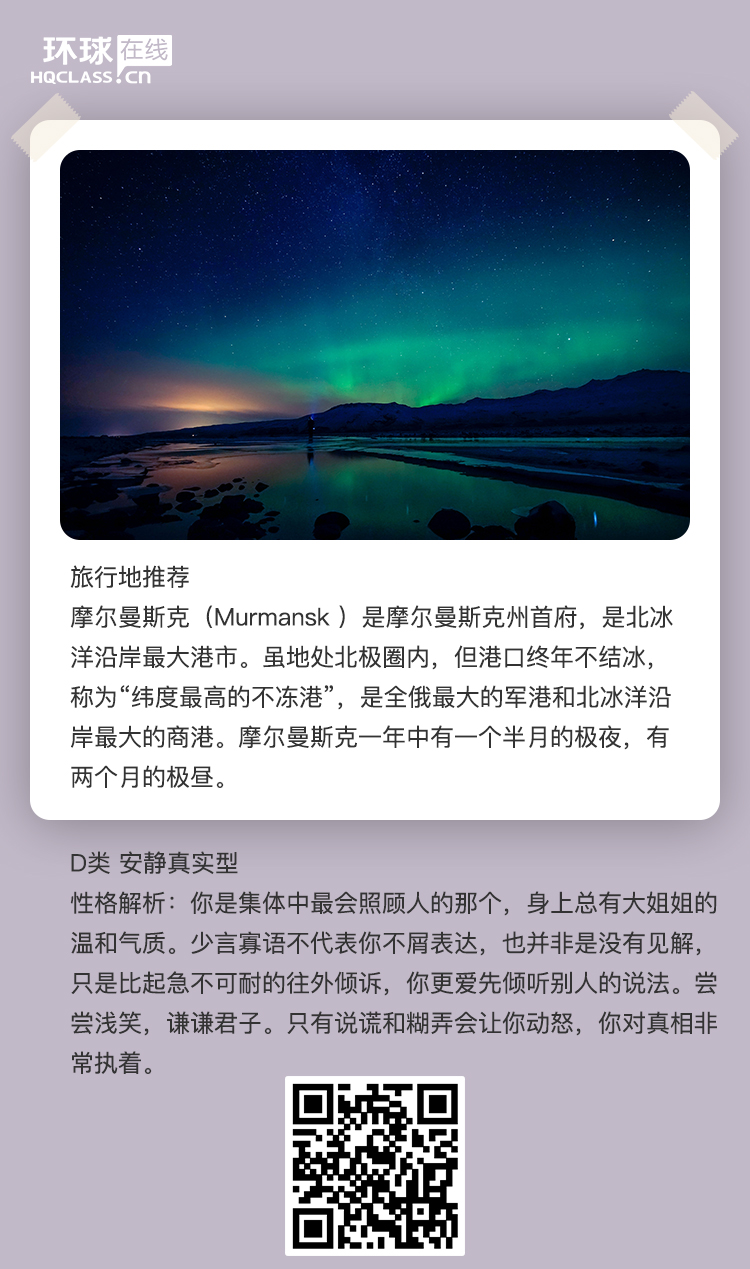 环球在线
HQCLASS.cn
旅行地推荐
摩尔曼斯克（Murmansk ）是摩尔曼斯克州首府，是北冰
洋沿岸最大港市。虽地处北极圈内，但港口终年不结冰，
称为“纬度最高的不冻港”，是全俄最大的军港和北冰洋沿
岸最大的商港。摩尔曼斯克一年中有一个半月的极夜，有
两个月的极昼。
D类 安静真实型
性格解析：你是集体中最会照顾人的那个，身上总有大姐姐的
温和气质。少言寡语不代表你不屑表达，也并非是没有见解，
只是比起急不可耐的往外倾诉，你更爱先倾听别人的说法。尝
尝浅笑，谦谦君子。只有说谎和糊弄会让你动怒，你对真相非
常执着。